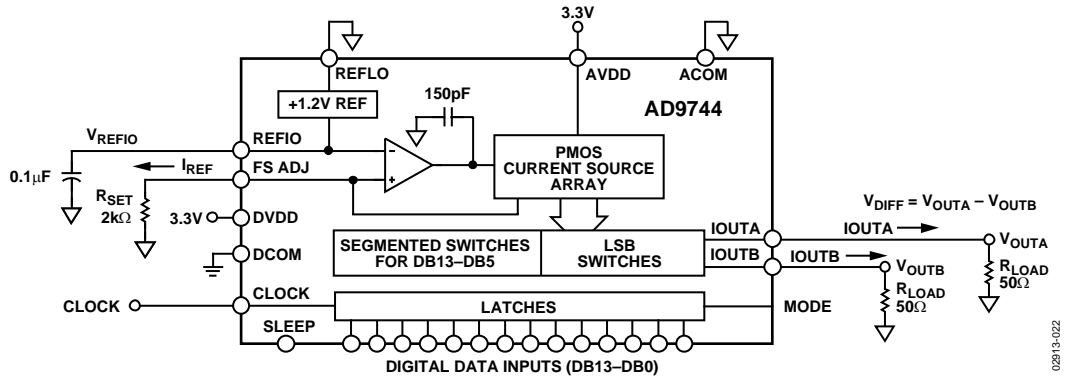 3.3V
REFLO
AVDD
ACOM
+1.2V REF
150pF
AD9744
VREFIO
REFIO
PMOS
CURRENT SOURCE
ARRAY
0.1µF
IREF
FS ADJ
RSET
2kΩ
3.3V
DVDD
VDIFF = VOUTA – VOUTB
IOUTA
IOUTA
VOUTA
SEGMENTED SWITCHES
FOR DB13–DB5
LSB
SWITCHES
DCOM
IOUTB
IOUTB
VOUTB
RLOAD
50Ω
RLOAD
50Ω
CLOCK
CLOCK
LATCHES
MODE
SLEEP
DIGITAL DATA INPUTS (DB13–DB0)
02913-022